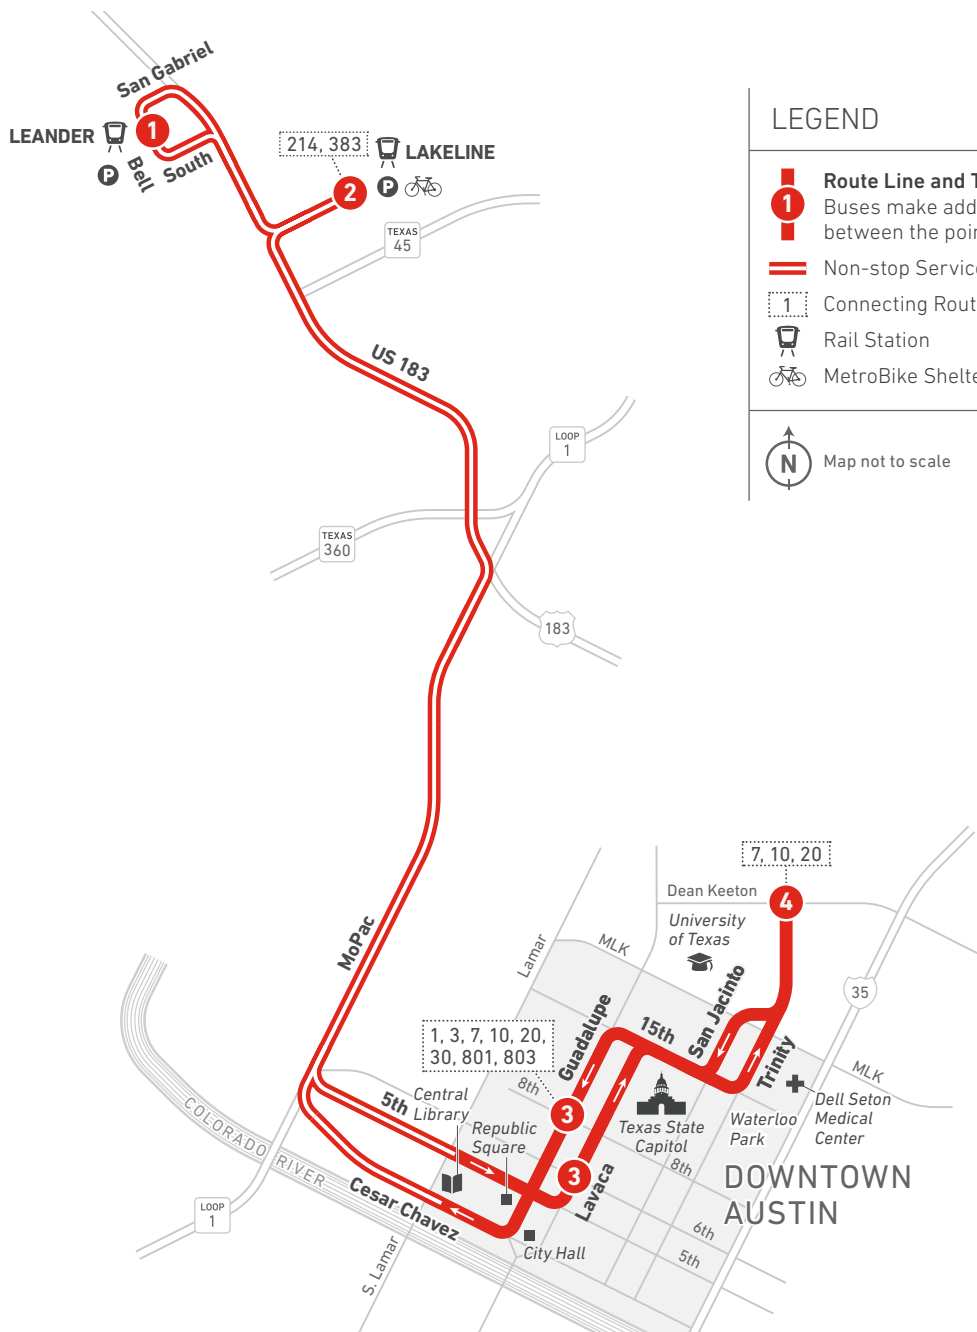 San Gabriel
LEANDER
1
P
Bell
South
214, 383
LAKELINE
2
P
TEXAS
45
US 183
LOOP
1
TEXAS
360
183
LEGEND
1
Route Line and T
Buses make add
between the poin
Non-stop Service
1
Connecting Rout
Rail Station
MetroBike Shelte
N
Map not to scale
MoPac
7, 10, 20
Dean Keeton
4
University
of Texas
Lamar
MLK
35
1, 3, 7, 10, 20,
30, 801, 803
Guadalupe
15th
San Jacinto
Trinity
MLK
8th
5th
Central
Library
3
Republic
Square
Texas State
Capitol
Waterloo
Park
Dell Seton
Medical
Center
COLORADO RIVER
3
Lavaca
8th
DOWNTOWN
AUSTIN
Cesar Chavez
LOOP
1
6th
5th
City Hall
S. Lamar